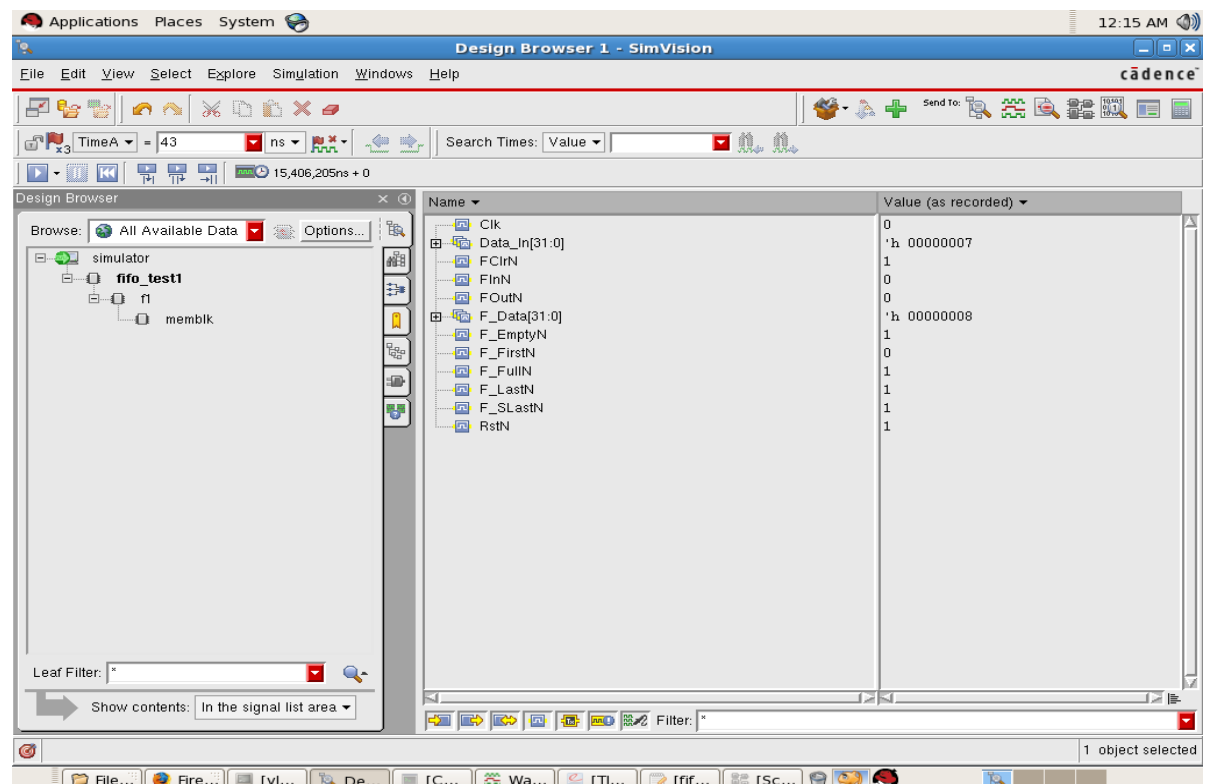 Applications Places System 12:15 AM
Design Browser 1 - SimVision
File Edit View Select Explore Simulation Windows Help cādence
Send To:
TimeA = 43 ns Search Times: Value
15,406,205ns + 0
Design Browser
Name Value (as recorded)
Browse: All Available Data Options...
simulator
fifo_test1
f1
memblk
Clk 0
Data_In[31:0] 'h 00000007
FClrN 1
FInN 0
FOutN 0
F_Data[31:0] 'h 00000008
F_EmptyN 1
F_FirstN 0
F_FullN 1
F_LastN 1
F_SLastN 1
RstN 1
Leaf Filter: *
Show contents: In the signal list area
Filter: *
1 object selected
File... Fire... [vl... De... [C... Wa... [Tl... [fif... [Sc...